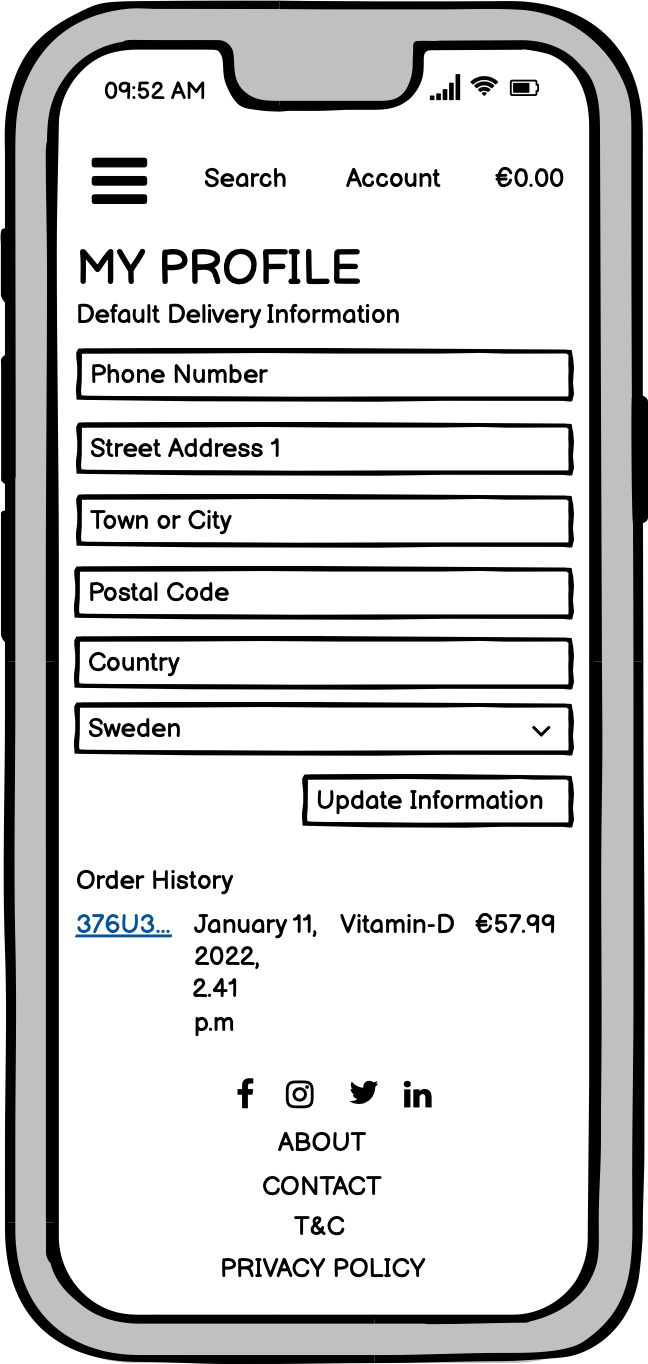 09:52 AM
Search Account €0.00
MY PROFILE
Default Delivery Information
Phone Number
Street Address 1
Town or City
Postal Code
Country
Sweden
Update Information
Order History
376U3... January 11, Vitamin-D €57.99
2022,
2.41
p.m
ABOUT
CONTACT
T&C
PRIVACY POLICY